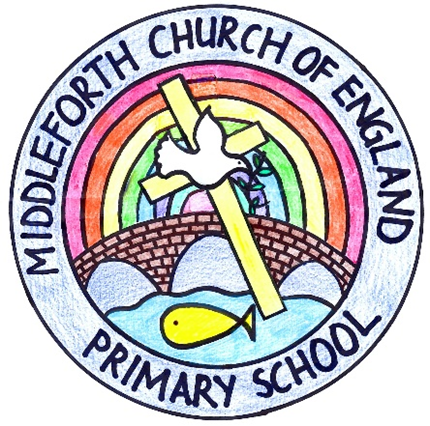 MIDDLEFORTH CHURCH OF ENGLAND
PRIMARY SCHOOL